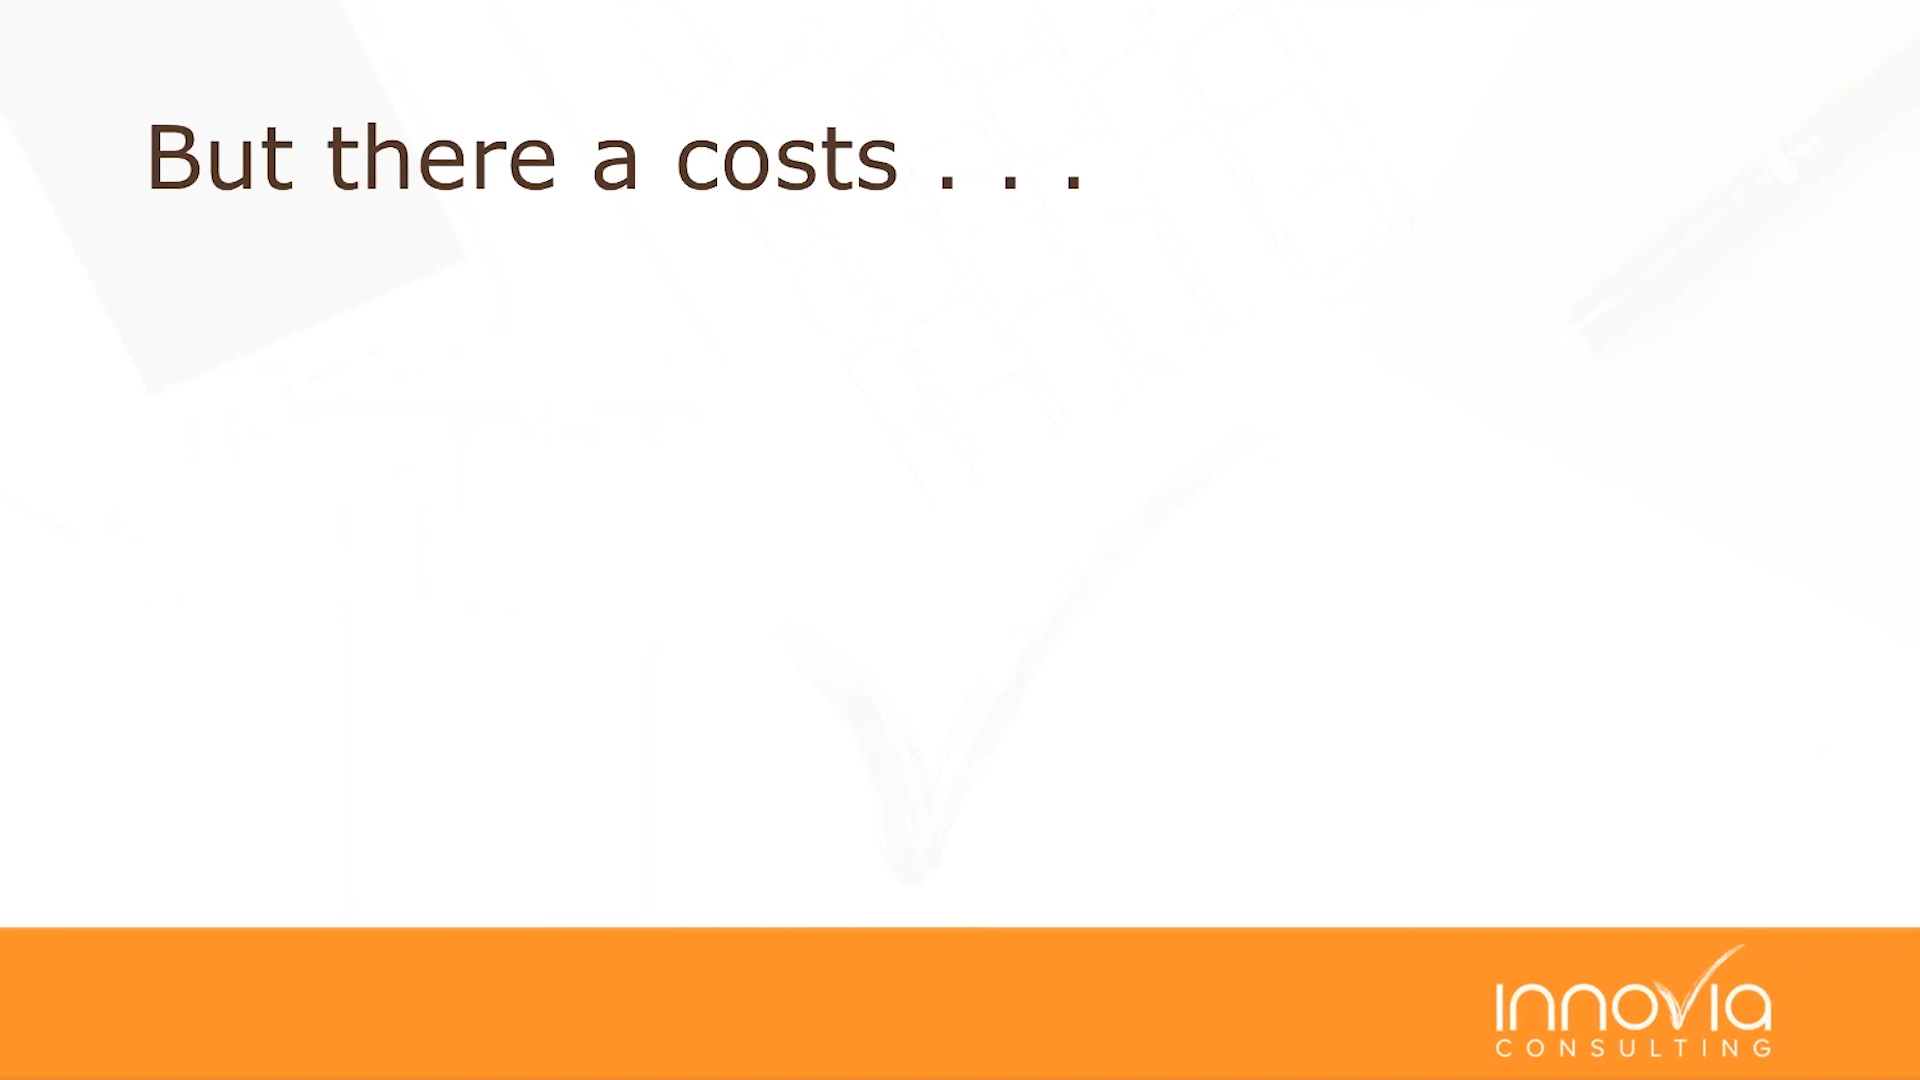 But there a costs . . .
innovia
CONSULTING